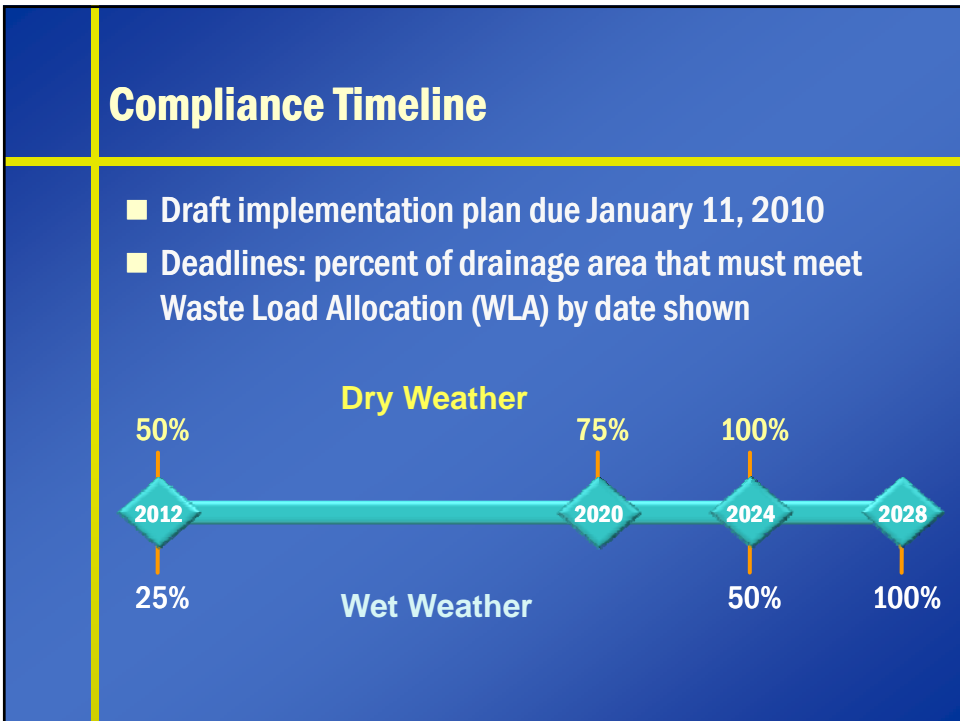 Compliance Timeline
Draft implementation plan due January 11, 2010
Deadlines: percent of drainage area that must meet
Waste Load Allocation (WLA) by date shown
Dry Weather
50% 75% 100%
2012 2020 2024 2028
25% 50% 100%
Wet Weather